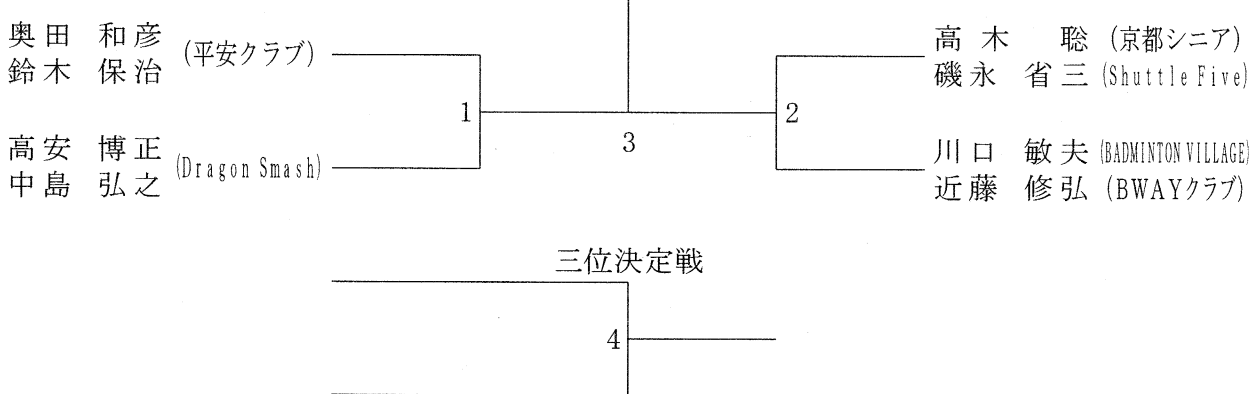 奥田 和彦 (平安クラブ)
鈴木 保治
高安 博正 (Dragon Smash)
中島 弘之
1
3
2
高木 聡 (京都シニア)
磯永 省三 (Shuttle Five)
川口 敏夫 (BADMINTON VILLAGE)
近藤 修弘 (BWAYクラブ)
三位決定戦
4